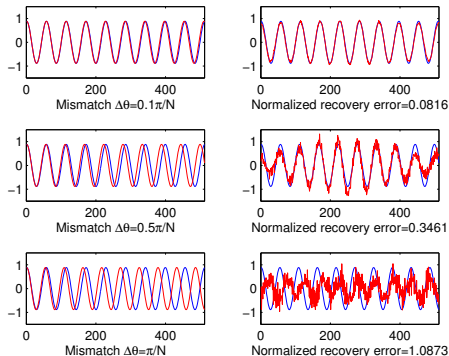 1
0
−1
0 200 400
Mismatch Δθ=0.1π/N
1
0
−1
0 200 400
Normalized recovery error=0.0816
1
0
−1
0 200 400
Mismatch Δθ=0.5π/N
1
0
−1
0 200 400
Normalized recovery error=0.3461
1
0
−1
0 200 400
Mismatch Δθ=π/N
1
0
−1
0 200 400
Normalized recovery error=1.0873